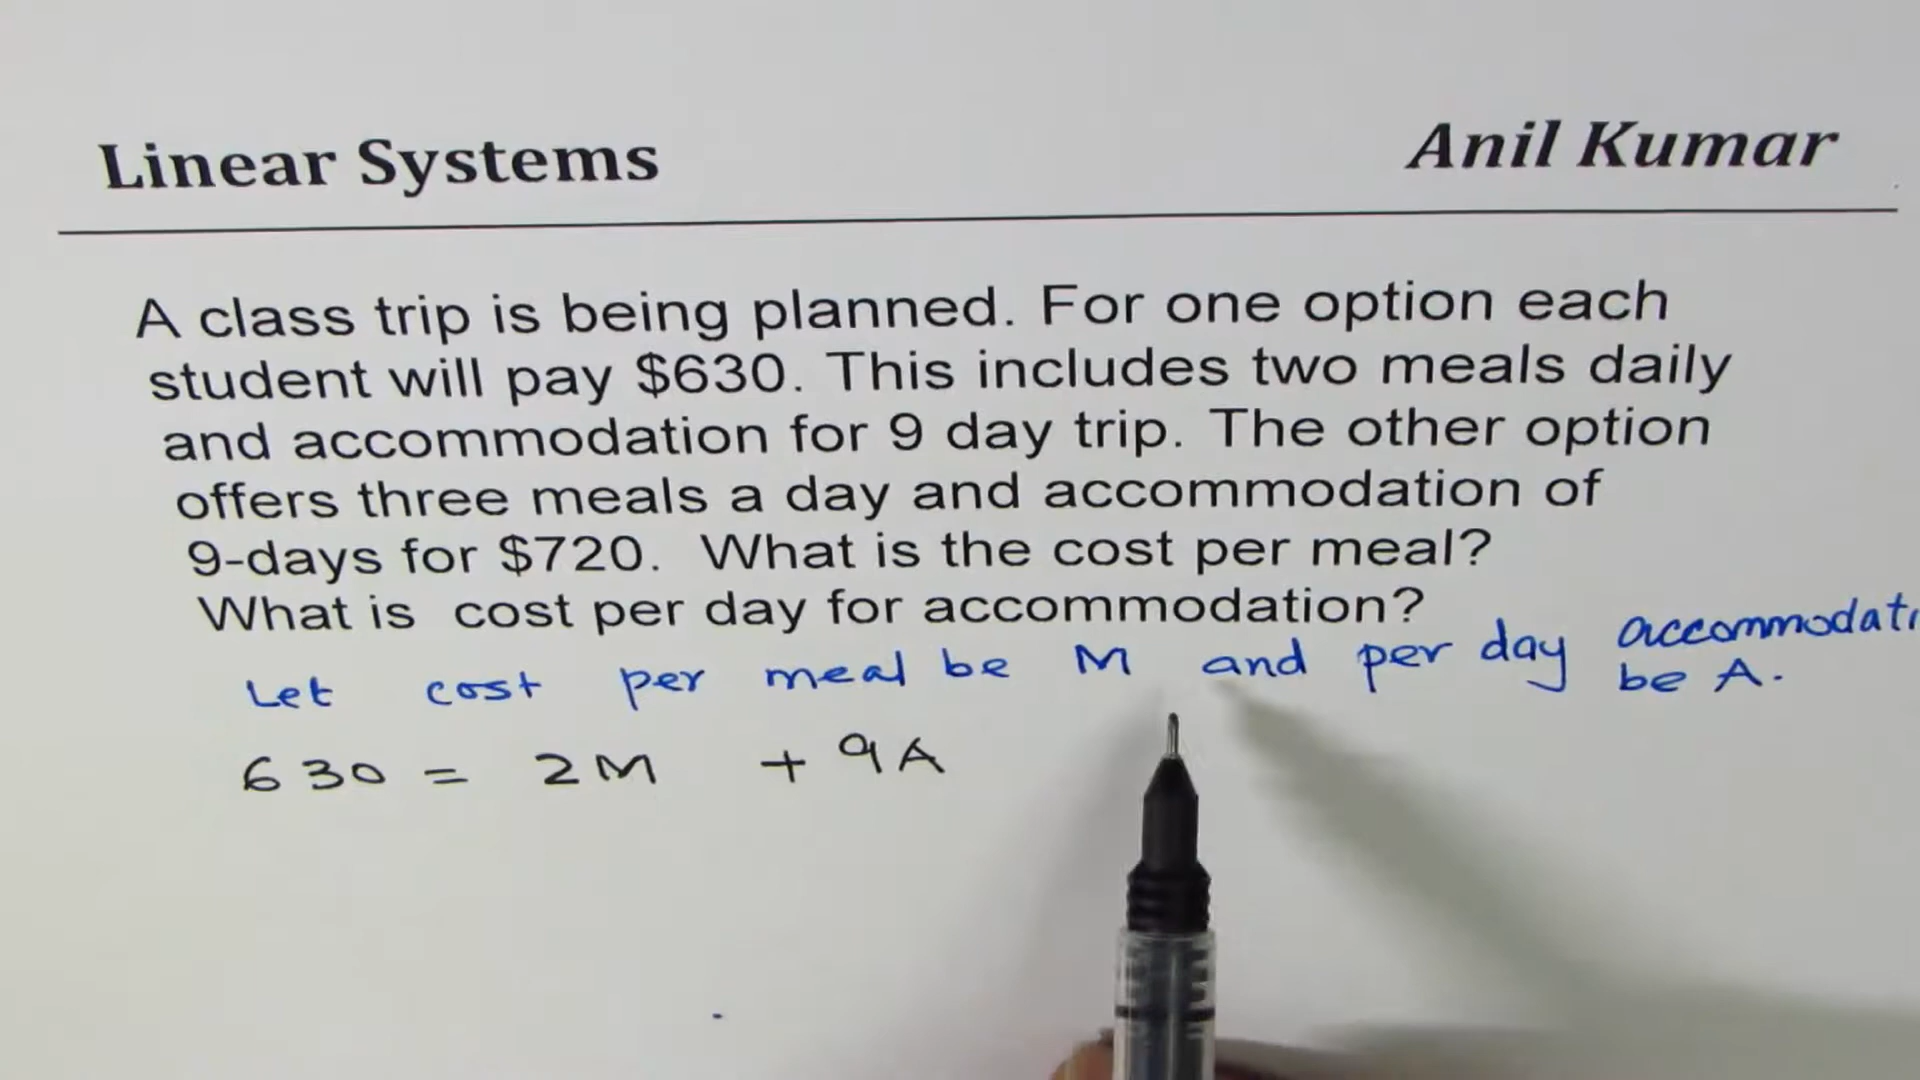 Linear Systems Anil Kumar
A class trip is being planned. For one option each
student will pay $630. This includes two meals daily
and accommodation for 9 day trip. The other option
offers three meals a day and accommodation of
9-days for $720. What is the cost per meal?
What is cost per day for accommodation?
Let cost per meal be M and per day accommodati
be A.
630 = 2M + 9A